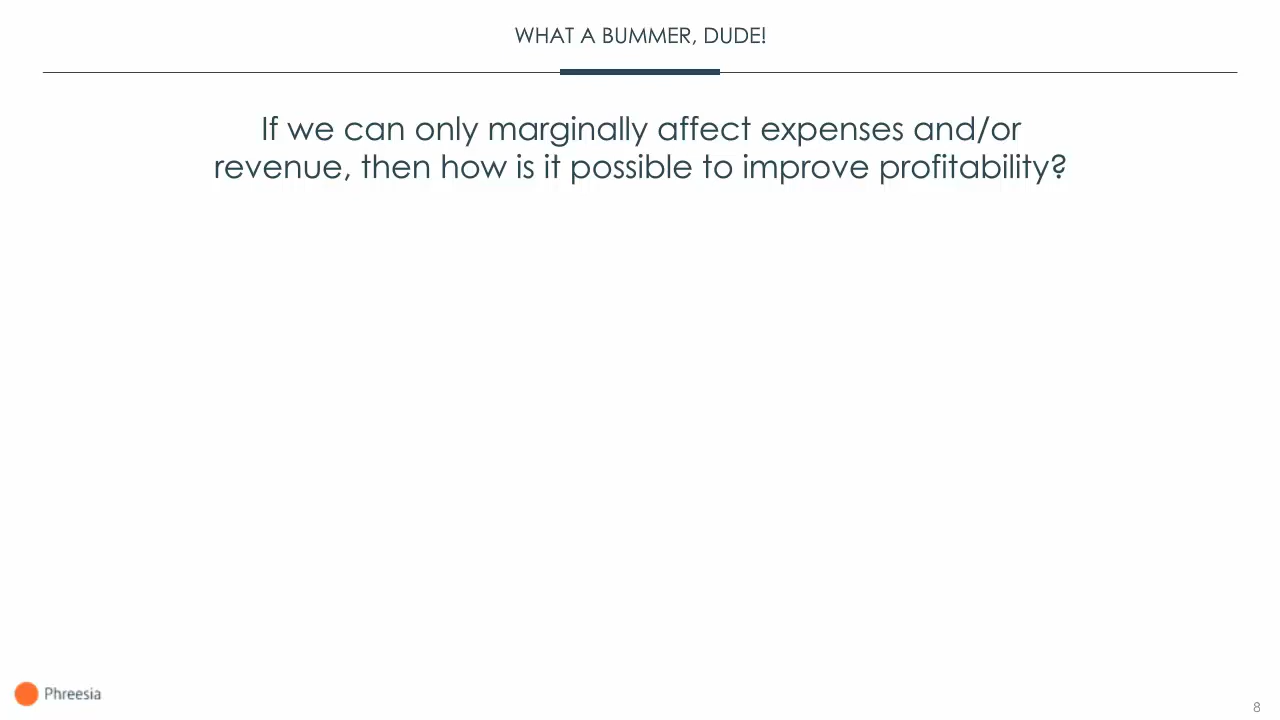 WHAT A BUMMER, DUDE!
If we can only marginally affect expenses and/or
revenue, then how is it possible to improve profitability?
Phreesia
8